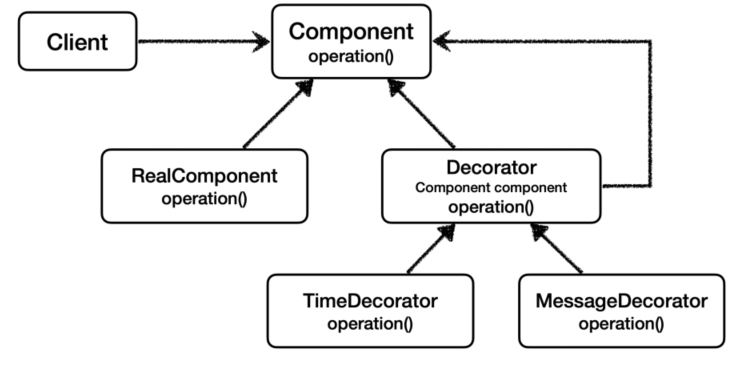 Client
Component
operation()
RealComponent
operation()
Decorator
Component component
operation()
TimeDecorator
operation()
MessageDecorator
operation()